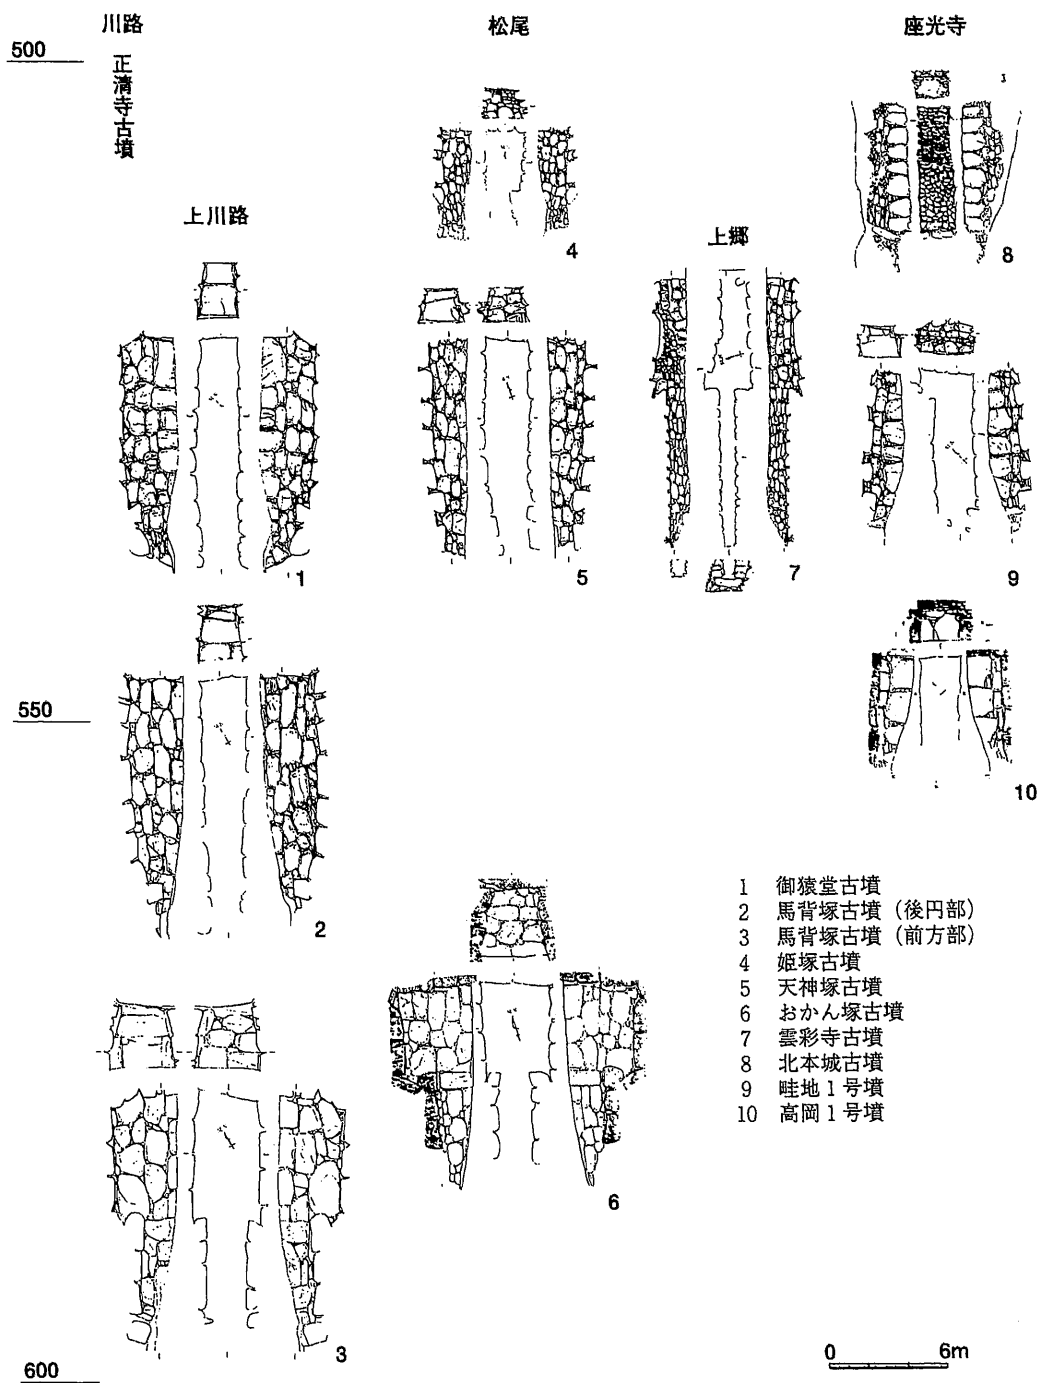 川路
松尾
座光寺
500
正清寺古墳
4
上川路
上郷
8
1
5
7
9
550
10
2
1 御猿堂古墳
2 馬背塚古墳（後円部）
3 馬背塚古墳（前方部）
4 姫塚古墳
5 天神塚古墳
6 おかん塚古墳
7 雲彩寺古墳
8 北本城古墳
9 畦地１号墳
10 高岡１号墳
6
3
0 6m
600